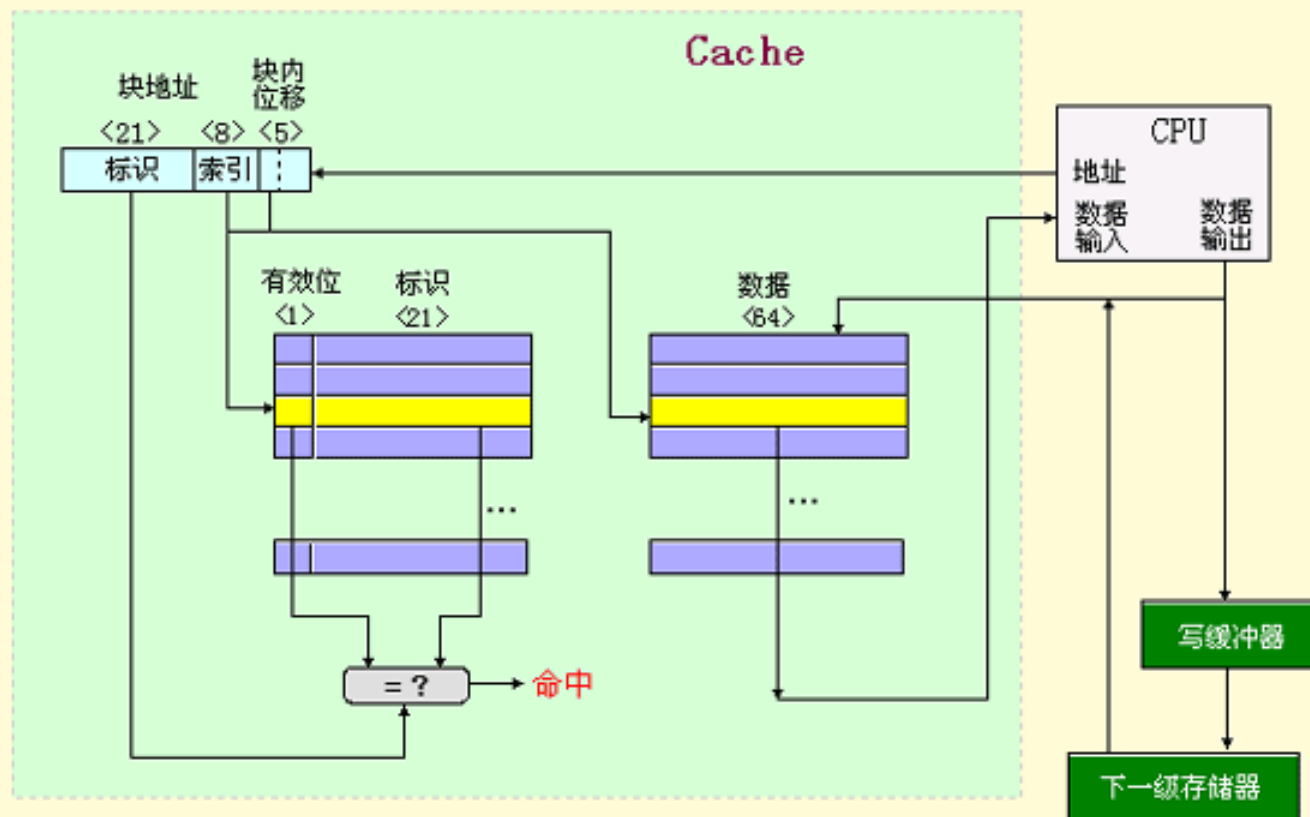 Cache
块地址
块内
位移
<21>
<8>
<5>
标识
索引
CPU
地址
数据
输入
数据
输出
有效位
<1>
标识
<21>
数据
<64>
...
...
= ?
命中
写缓冲器
下一级存储器